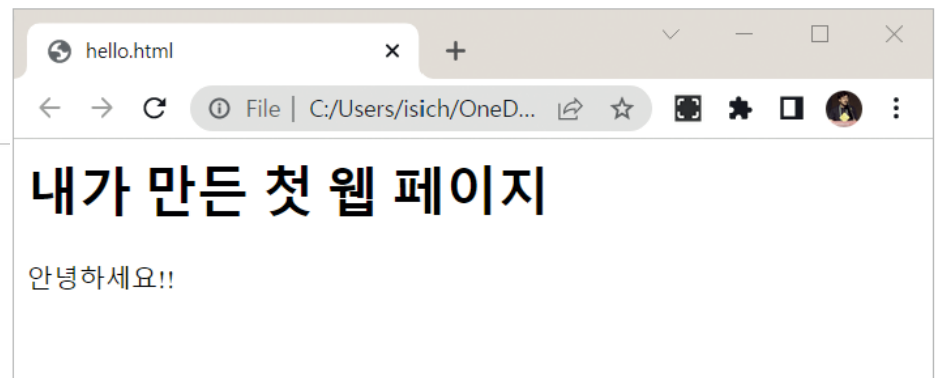 hello.html
File | C:/Users/isich/OneD...
내가 만든 첫 웹 페이지
안녕하세요!!